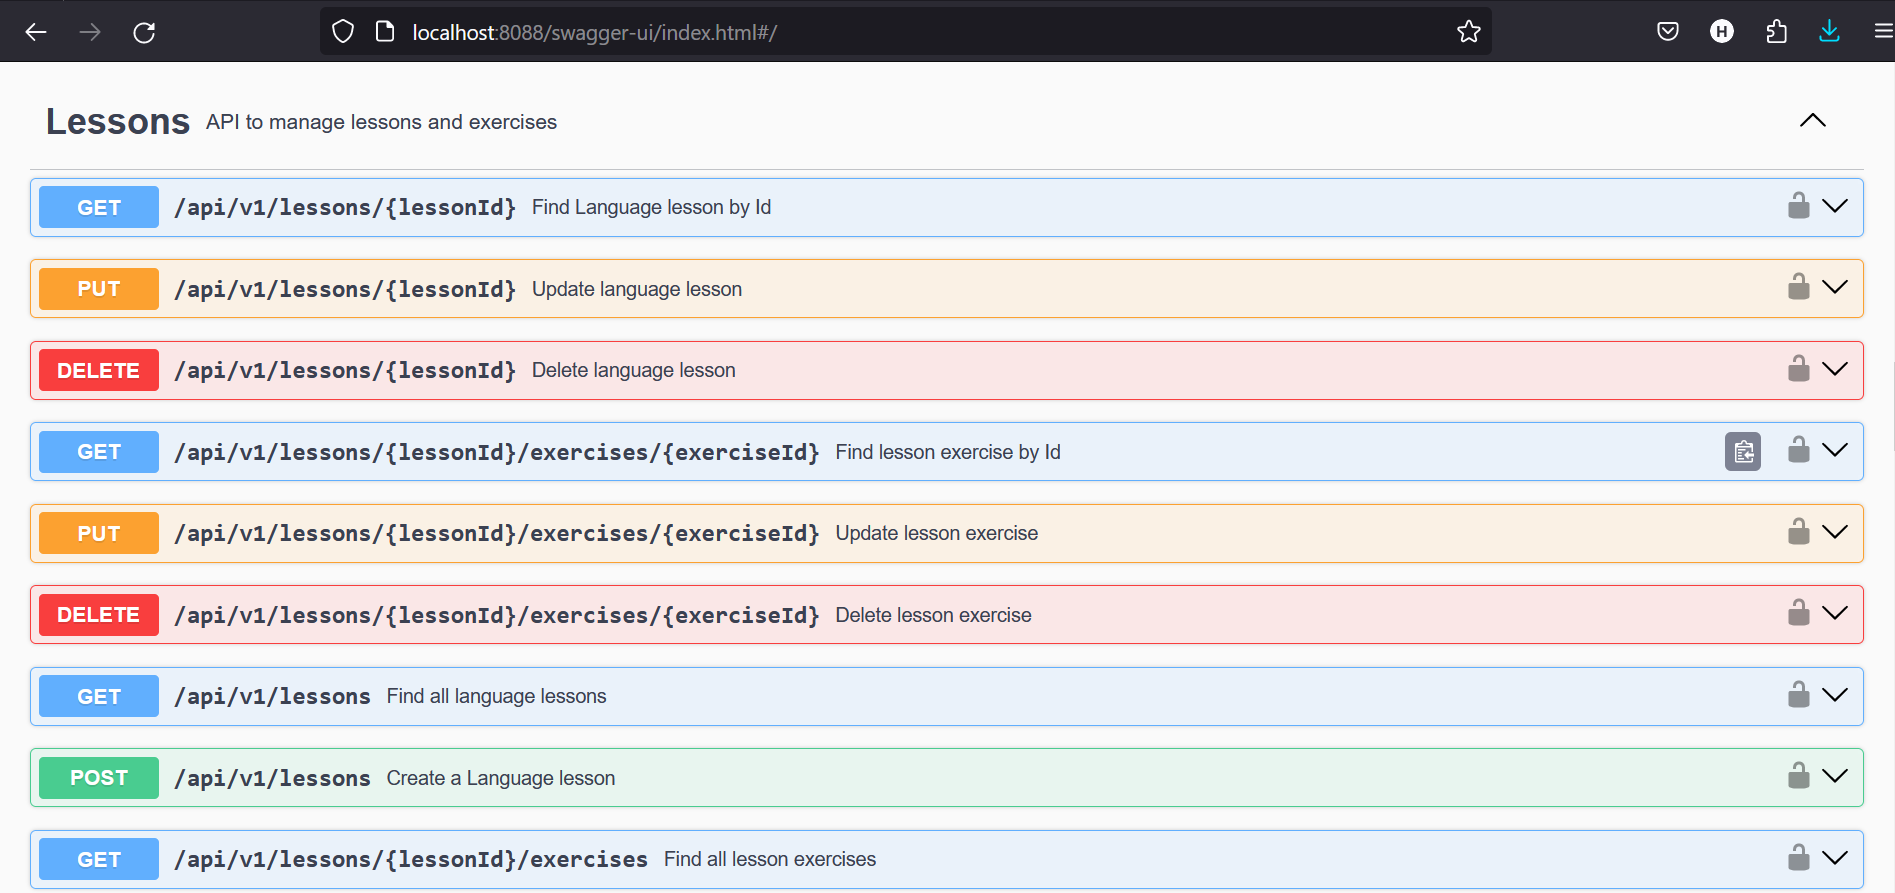 localhost:8088/swagger-ui/index.html#/
H
Lessons API to manage lessons and exercises
GET /api/v1/lessons/{lessonId} Find Language lesson by Id
PUT /api/v1/lessons/{lessonId} Update language lesson
DELETE /api/v1/lessons/{lessonId} Delete language lesson
GET /api/v1/lessons/{lessonId}/exercises/{exerciseId} Find lesson exercise by Id
PUT /api/v1/lessons/{lessonId}/exercises/{exerciseId} Update lesson exercise
DELETE /api/v1/lessons/{lessonId}/exercises/{exerciseId} Delete lesson exercise
GET /api/v1/lessons Find all language lessons
POST /api/v1/lessons Create a Language lesson
GET /api/v1/lessons/{lessonId}/exercises Find all lesson exercises